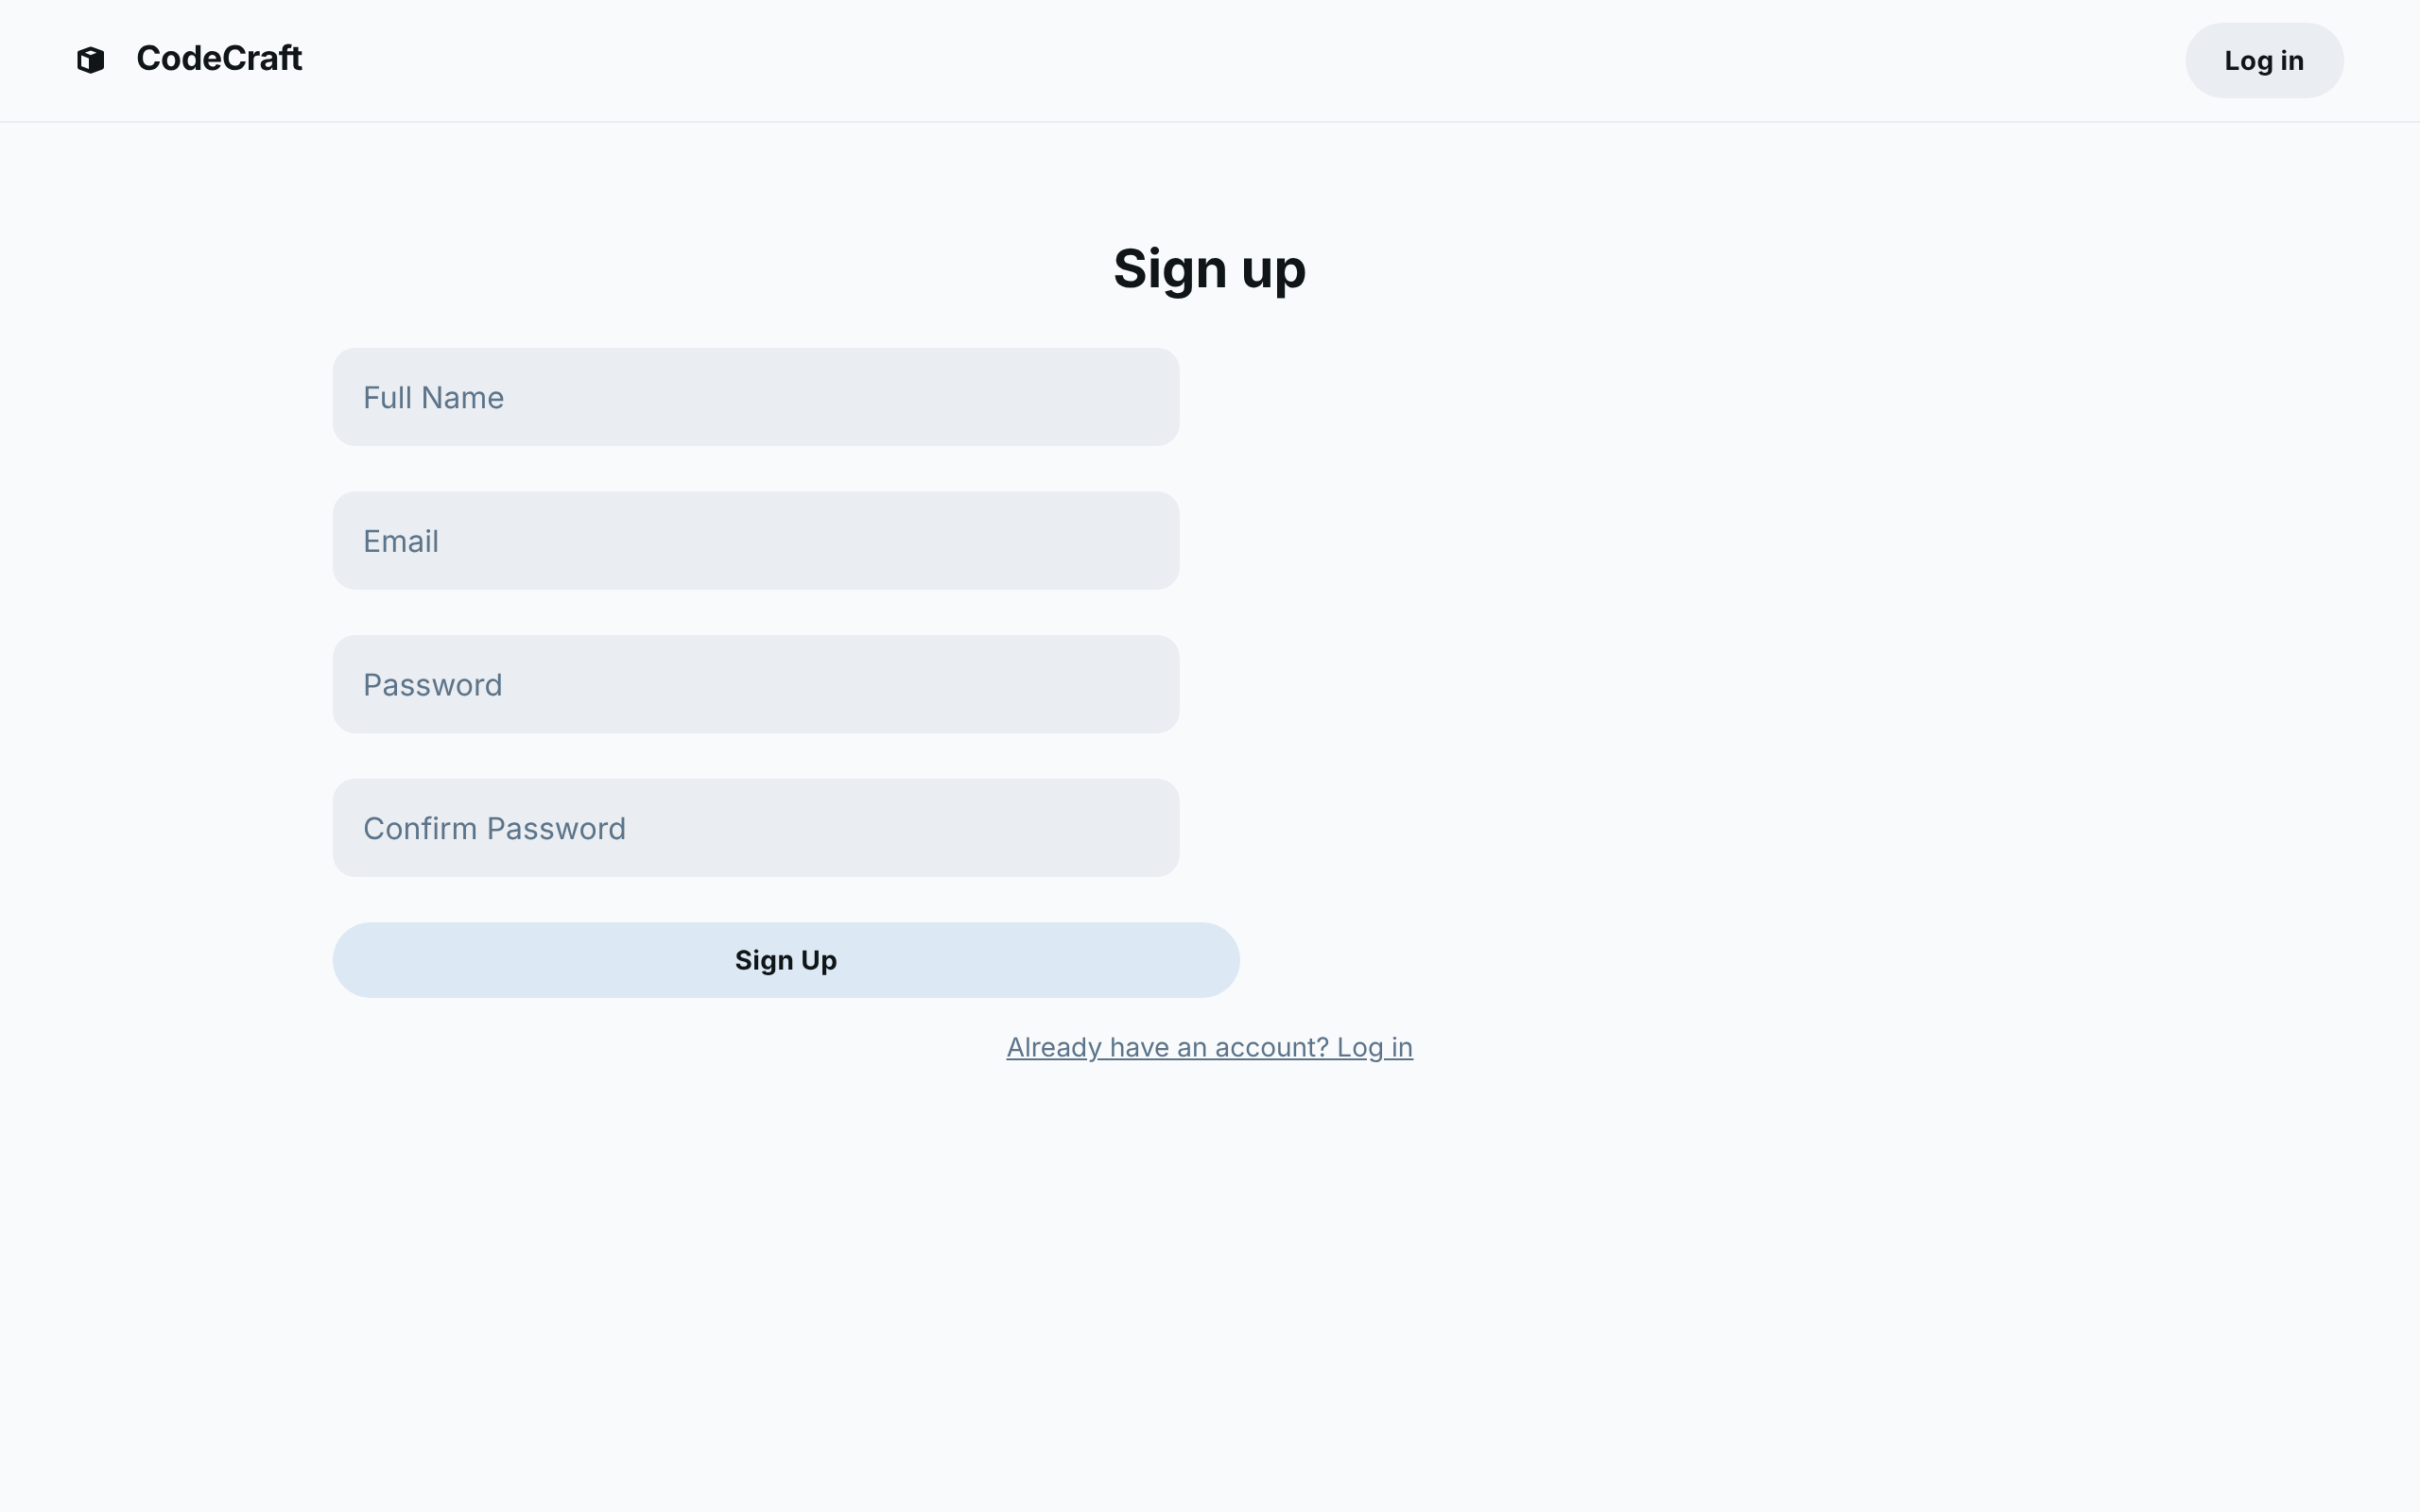 CodeCraft
Log in
Sign up
Full Name
Email
Password
Confirm Password
Sign Up
Already have an account? Log in